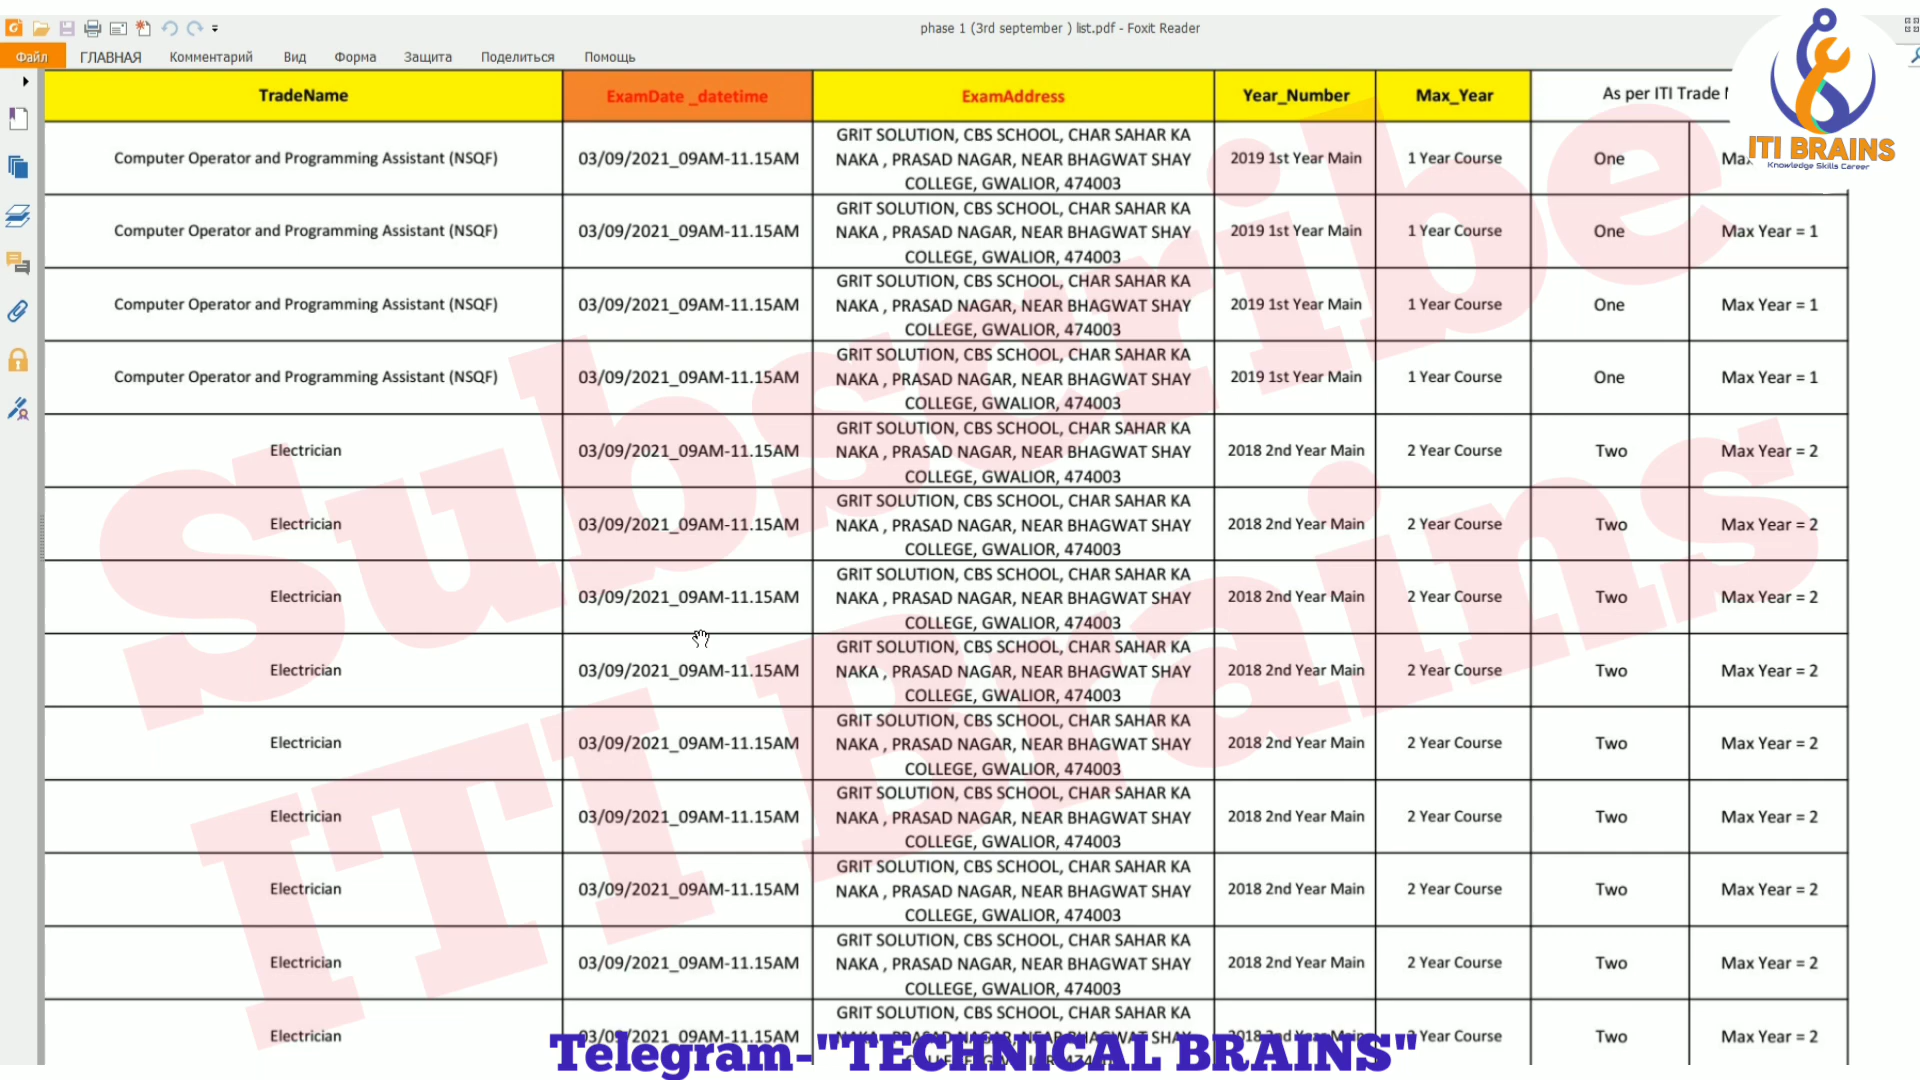 phase 1 (3rd september ) list.pdf - Foxit Reader
Файл ГЛАВНАЯ Комментарий Вид Форма Защита Поделиться Помощь
TradeName ExamDate _datetime ExamAddress Year_Number Max_Year As per ITI Trade
ITI BRAINS
Knowledge Skills Career
GRIT SOLUTION, CBS SCHOOL, CHAR SAHAR KA
Computer Operator and Programming Assistant (NSQF) 03/09/2021_09AM-11.15AM NAKA , PRASAD NAGAR, NEAR BHAGWAT SHAY 2019 1st Year Main 1 Year Course One
COLLEGE, GWALIOR, 474003
GRIT SOLUTION, CBS SCHOOL, CHAR SAHAR KA
Computer Operator and Programming Assistant (NSQF) 03/09/2021_09AM-11.15AM NAKA , PRASAD NAGAR, NEAR BHAGWAT SHAY 2019 1st Year Main 1 Year Course One Max Year = 1
COLLEGE, GWALIOR, 474003
GRIT SOLUTION, CBS SCHOOL, CHAR SAHAR KA
Computer Operator and Programming Assistant (NSQF) 03/09/2021_09AM-11.15AM NAKA , PRASAD NAGAR, NEAR BHAGWAT SHAY 2019 1st Year Main 1 Year Course One Max Year = 1
COLLEGE, GWALIOR, 474003
GRIT SOLUTION, CBS SCHOOL, CHAR SAHAR KA
Computer Operator and Programming Assistant (NSQF) 03/09/2021_09AM-11.15AM NAKA , PRASAD NAGAR, NEAR BHAGWAT SHAY 2019 1st Year Main 1 Year Course One Max Year = 1
COLLEGE, GWALIOR, 474003
GRIT SOLUTION, CBS SCHOOL, CHAR SAHAR KA
Electrician 03/09/2021_09AM-11.15AM NAKA , PRASAD NAGAR, NEAR BHAGWAT SHAY 2018 2nd Year Main 2 Year Course Two Max Year = 2
COLLEGE, GWALIOR, 474003
GRIT SOLUTION, CBS SCHOOL, CHAR SAHAR KA
Electrician 03/09/2021_09AM-11.15AM NAKA , PRASAD NAGAR, NEAR BHAGWAT SHAY 2018 2nd Year Main 2 Year Course Two Max Year = 2
COLLEGE, GWALIOR, 474003
GRIT SOLUTION, CBS SCHOOL, CHAR SAHAR KA
Electrician 03/09/2021_09AM-11.15AM NAKA , PRASAD NAGAR, NEAR BHAGWAT SHAY 2018 2nd Year Main 2 Year Course Two Max Year = 2
COLLEGE, GWALIOR, 474003
GRIT SOLUTION, CBS SCHOOL, CHAR SAHAR KA
Electrician 03/09/2021_09AM-11.15AM NAKA , PRASAD NAGAR, NEAR BHAGWAT SHAY 2018 2nd Year Main 2 Year Course Two Max Year = 2
COLLEGE, GWALIOR, 474003
GRIT SOLUTION, CBS SCHOOL, CHAR SAHAR KA
Electrician 03/09/2021_09AM-11.15AM NAKA , PRASAD NAGAR, NEAR BHAGWAT SHAY 2018 2nd Year Main 2 Year Course Two Max Year = 2
COLLEGE, GWALIOR, 474003
GRIT SOLUTION, CBS SCHOOL, CHAR SAHAR KA
Electrician 03/09/2021_09AM-11.15AM NAKA , PRASAD NAGAR, NEAR BHAGWAT SHAY 2018 2nd Year Main 2 Year Course Two Max Year = 2
COLLEGE, GWALIOR, 474003
GRIT SOLUTION, CBS SCHOOL, CHAR SAHAR KA
Electrician 03/09/2021_09AM-11.15AM NAKA , PRASAD NAGAR, NEAR BHAGWAT SHAY 2018 2nd Year Main 2 Year Course Two Max Year = 2
COLLEGE, GWALIOR, 474003
GRIT SOLUTION, CBS SCHOOL, CHAR SAHAR KA
Electrician 03/09/2021_09AM-11.15AM NAKA , PRASAD NAGAR, NEAR BHAGWAT SHAY 2018 2nd Year Main 2 Year Course Two Max Year = 2
COLLEGE, GWALIOR, 474003
GRIT SOLUTION, CBS SCHOOL, CHAR SAHAR KA
Electrician 03/09/2021_09AM-11.15AM NAKA , PRASAD NAGAR, NEAR BHAGWAT SHAY 2018 2nd Year Main 2 Year Course Two Max Year = 2
Subscribe
ITI Brains
Telegram-"TECHNICAL BRAINS"